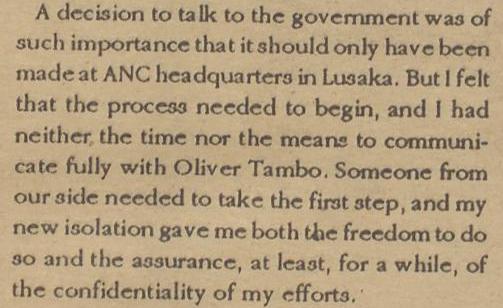 A decision to talk to the government was of
such importance that it should only have been
made at ANC headquarters in Lusaka. But I felt
that the process needed to begin, and I had
neither the time nor the means to communi-
cate fully with Oliver Tambo. Someone from
our side needed to take the first step, and my
new isolation gave me both the freedom to do
so and the assurance, at least, for a while, of
the confidentiality of my efforts.